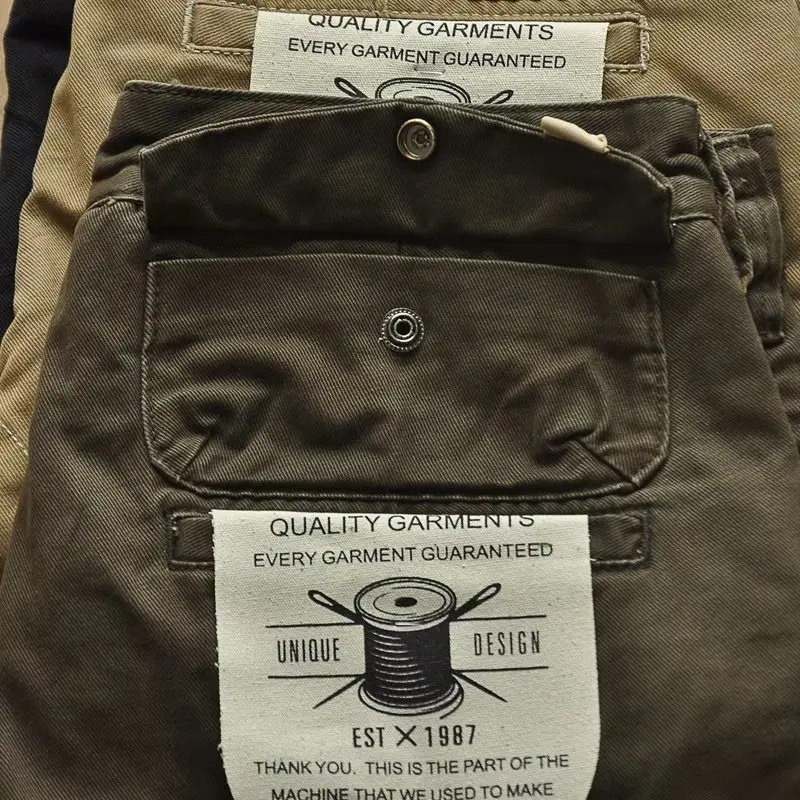 QUALITY GARMENTS
EVERY GARMENT GUARANTEED
QUALITY GARMENTS
EVERY GARMENT GUARANTEED
UNIQUE DESIGN
EST X 1987
THANK YOU. THIS IS THE PART OF THE
MACHINE THAT WE USED TO MAKE